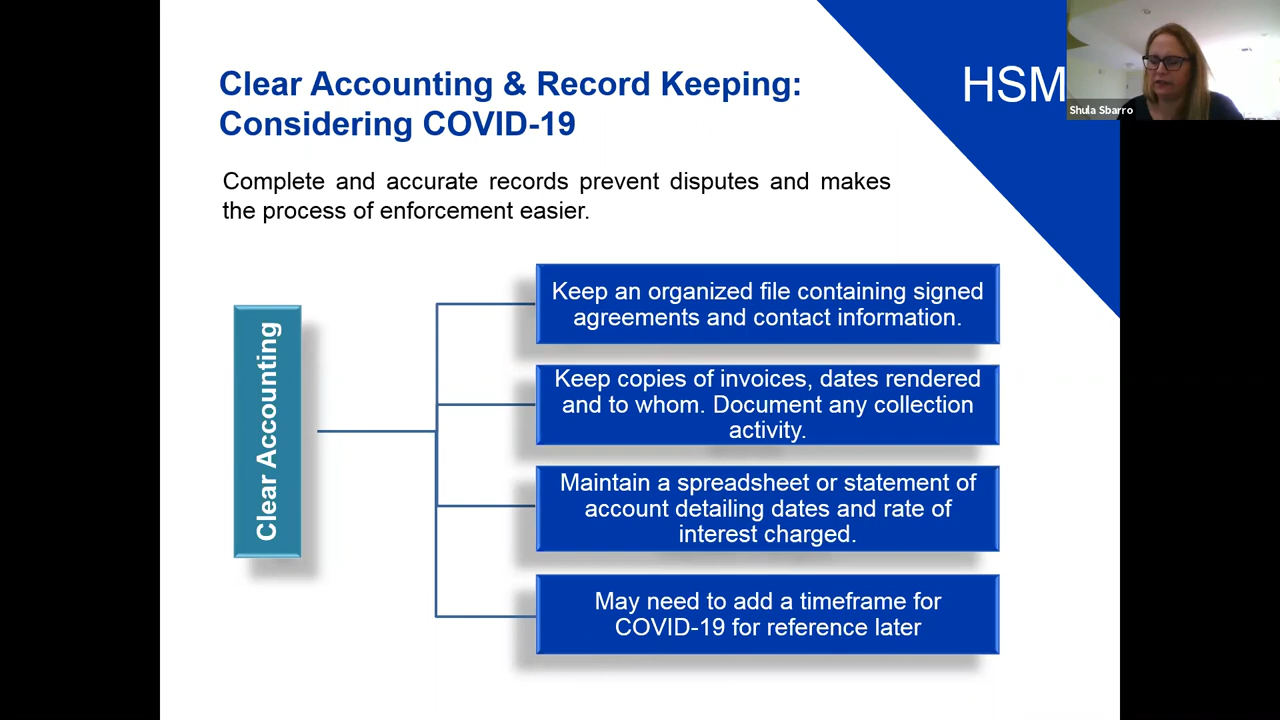 Clear Accounting & Record Keeping:
Considering COVID-19
HSM
Shula Sbarro
Complete and accurate records prevent disputes and makes
the process of enforcement easier.
Clear Accounting
Keep an organized file containing signed
agreements and contact information.
Keep copies of invoices, dates rendered
and to whom. Document any collection
activity.
Maintain a spreadsheet or statement of
account detailing dates and rate of
interest charged.
May need to add a timeframe for
COVID-19 for reference later